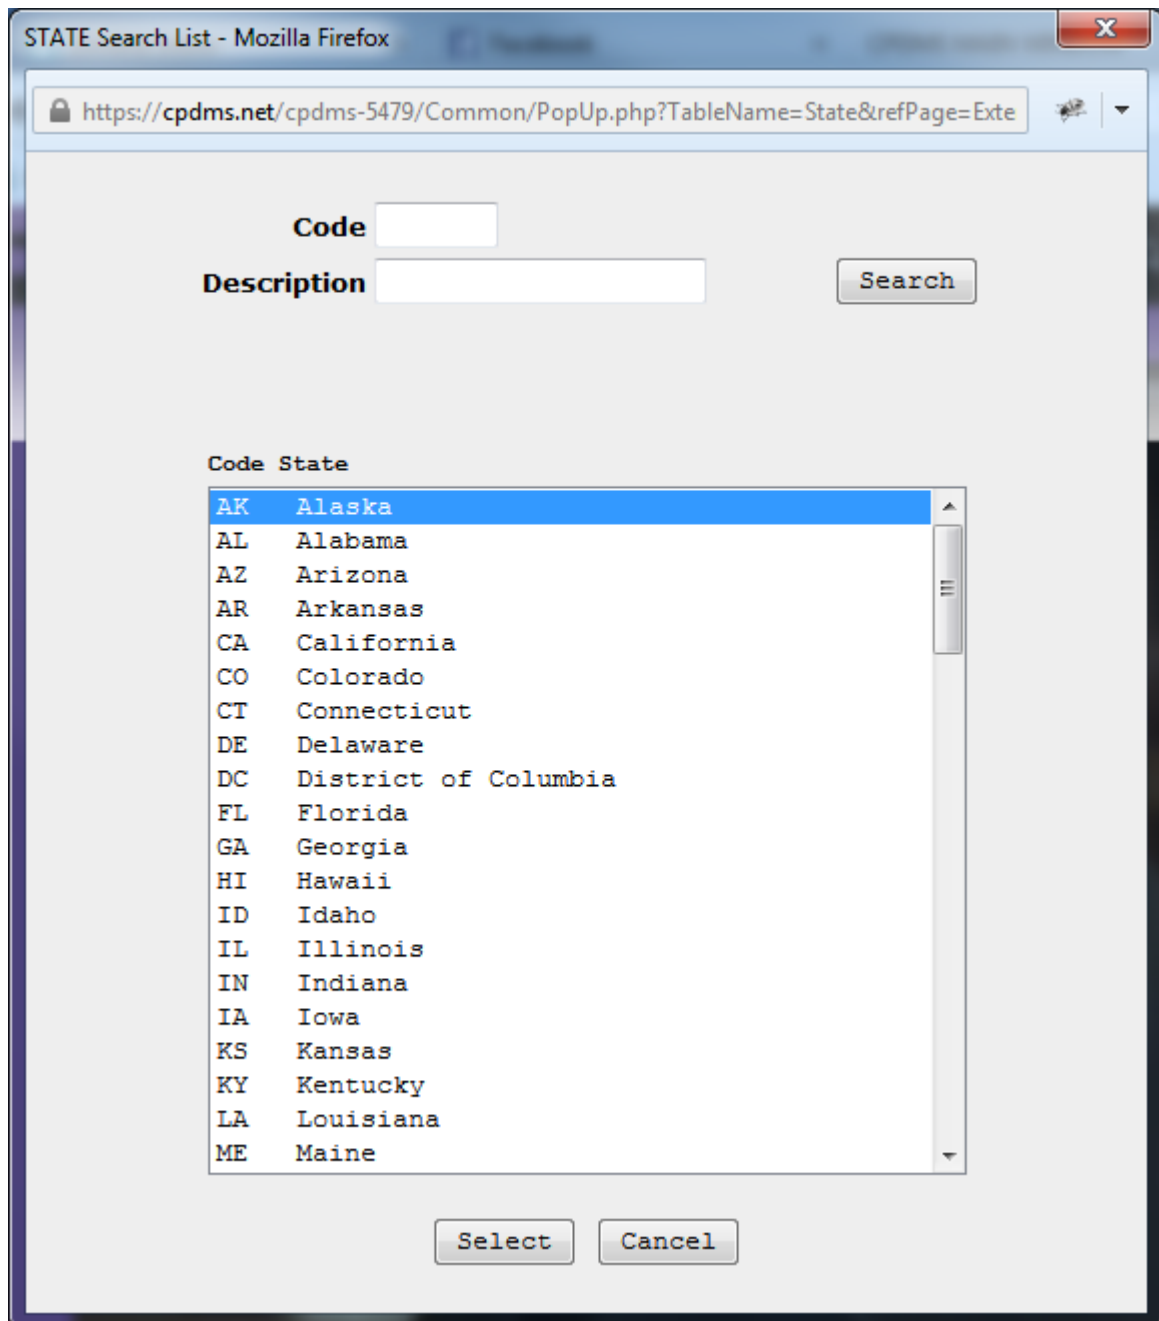 STATE Search List - Mozilla Firefox
Facebook
https://cpdms.net/cpdms-5479/Common/PopUp.php?TableName=State&refPage=Exte
Code
Description
Search
Code State
AK Alaska
AL Alabama
AZ Arizona
AR Arkansas
CA California
CO Colorado
CT Connecticut
DE Delaware
DC District of Columbia
FL Florida
GA Georgia
HI Hawaii
ID Idaho
IL Illinois
IN Indiana
IA Iowa
KS Kansas
KY Kentucky
LA Louisiana
ME Maine
Select Cancel